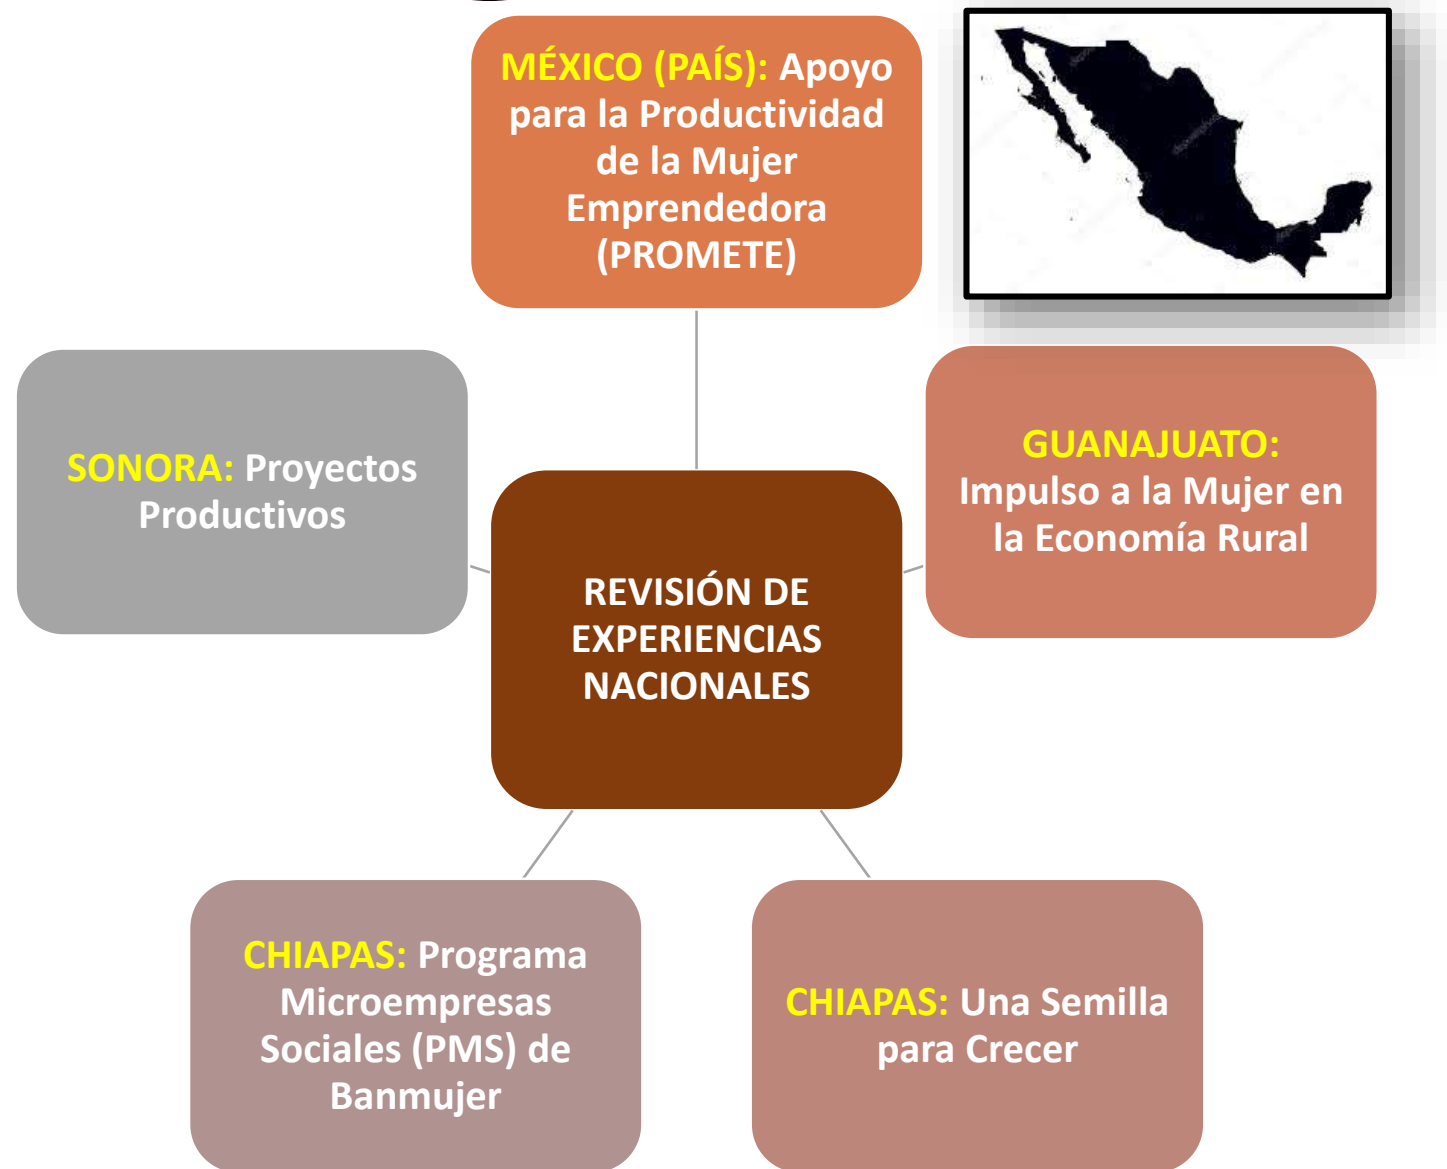 MÉXICO (PAÍS): Apoyo
para la Productividad
de la Mujer
Emprendedora
(PROMETE)
SONORA: Proyectos
Productivos
GUANAJUATO:
Impulso a la Mujer en
la Economía Rural
REVISIÓN DE
EXPERIENCIAS
NACIONALES
CHIAPAS: Programa
Microempresas
Sociales (PMS) de
Banmujer
CHIAPAS: Una Semilla
para Crecer